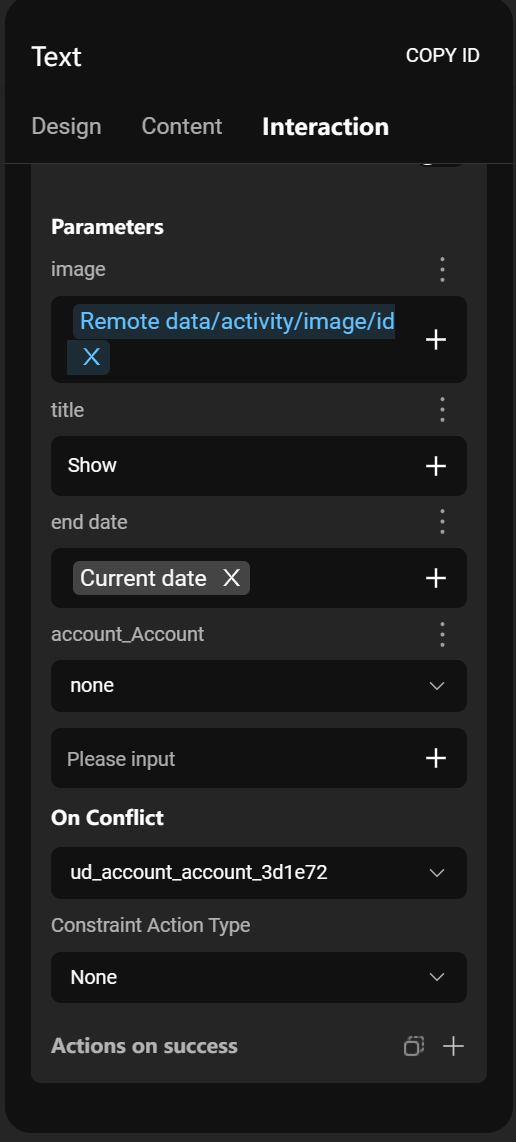 Text
COPY ID
Design Content Interaction
Parameters
image
Remote data/activity/image/id
X
title
Show
end date
Current date X
account_Account
none
Please input
On Conflict
ud_account_account_3d1e72
Constraint Action Type
None
Actions on success